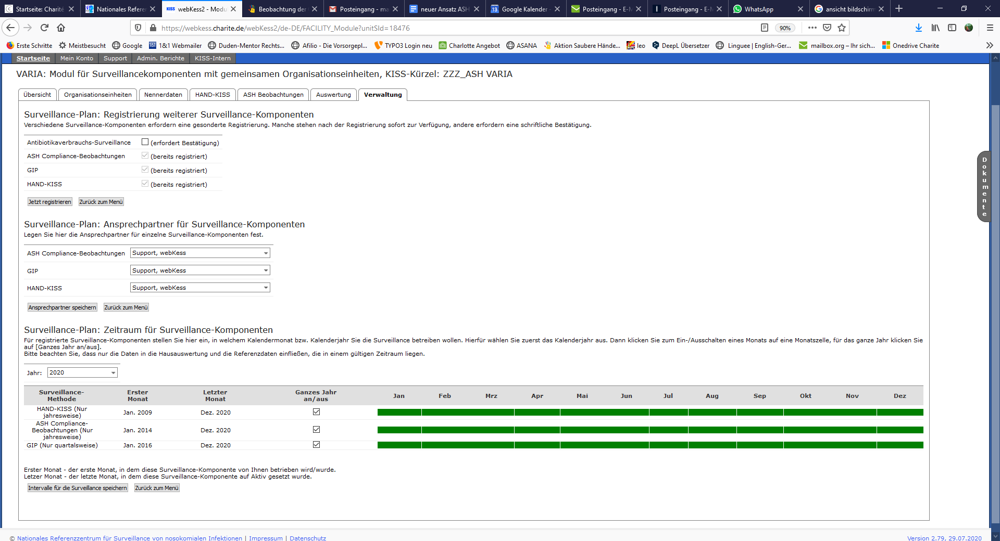 Startseite: Charité
Nationales Referen
KISS webKess2 - Modu
Beobachtung der
Posteingang - ma
neuer Ansatz ASH
13 Google Kalender -
Posteingang - E-M
Posteingang - E-M
WhatsApp
ansicht bildschirm
https://webkess.charite.de/webKess2/de-DE/FACILITY_Module?unitSId=18476
90%
Erste Schritte
Meistbesucht
Google
1&1 Webmailer
Duden-Mentor Rechts...
Afilio - Die Vorsorgepl...
TYPO3 Login neu
Charlotte Angebot
ASANA
Aktion Saubere Hände...
leo
DeepL Übersetzer
Linguee | English-Ger...
mailbox.org – Ihr sich...
Onedrive Charite
Startseite Mein Konto Support Admin. Berichte KISS-Intern
VARIA: Modul für Surveillancekomponenten mit gemeinsamen Organisationseinheiten, KISS-Kürzel: ZZZ_ASH VARIA
Übersicht Organisationseinheiten Nennerdaten HAND-KISS ASH Beobachtungen Auswertung Verwaltung
Surveillance-Plan: Registrierung weiterer Surveillance-Komponenten
Verschiedene Surveillance-Komponenten erfordern eine gesonderte Registrierung. Manche stehen nach der Registrierung sofort zur Verfügung, andere erfordern eine schriftliche Bestätigung.
Antibiotikaverbrauchs-Surveillance (erfordert Bestätigung)
ASH Compliance-Beobachtungen (bereits registriert)
GIP (bereits registriert)
HAND-KISS (bereits registriert)
Jetzt registrieren Zurück zum Menü
Surveillance-Plan: Ansprechpartner für Surveillance-Komponenten
Legen Sie hier die Ansprechpartner für einzelne Surveillance-Komponenten fest.
ASH Compliance-Beobachtungen Support, webKess
GIP Support, webKess
HAND-KISS Support, webKess
Ansprechpartner speichern Zurück zum Menü
Surveillance-Plan: Zeitraum für Surveillance-Komponenten
Für registrierte Surveillance-Komponenten stellen Sie hier ein, in welchem Kalendermonat bzw. Kalenderjahr Sie die Surveillance betreiben wollen. Hierfür wählen Sie zuerst das Kalenderjahr aus. Dann klicken Sie zum Ein-/Ausschalten eines Monats auf eine Monatszelle, für das ganze Jahr klicken Sie
auf [Ganzes Jahr an/aus].
Bitte beachten Sie, dass nur die Daten in die Hausauswertung und die Referenzdaten einfließen, die in einem gültigen Zeitraum liegen.
Jahr: 2020
Surveillance-
Methode
Erster
Monat
Letzter
Monat
Ganzes Jahr
an/aus
Jan Feb Mrz Apr Mai Jun Jul Aug Sep Okt Nov Dez
HAND-KISS (Nur
jahresweise)
Jan. 2009 Dez. 2020
ASH Compliance-
Beobachtungen (Nur
jahresweise)
Jan. 2014 Dez. 2020
GIP (Nur quartalsweise) Jan. 2016 Dez. 2020
Erster Monat - der erste Monat, in dem diese Surveillance-Komponente von Ihnen betrieben wird/wurde.
Letzer Monat - der letzte Monat, in dem diese Surveillance-Komponente auf Aktiv gesetzt wurde.
Intervalle für die Surveillance speichern Zurück zum Menü
Dokumente
© Nationales Referenzzentrum für Surveillance von nosokomialen Infektionen | Impressum | Datenschutz
Version 2.79, 29.07.2020